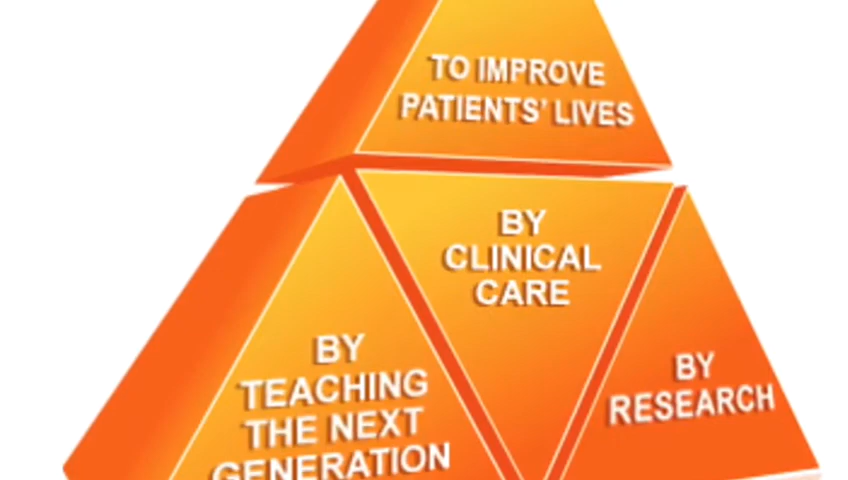 TO IMPROVE
PATIENTS' LIVES
BY
CLINICAL
CARE
BY
TEACHING
THE NEXT
GENERATION
BY
RESEARCH